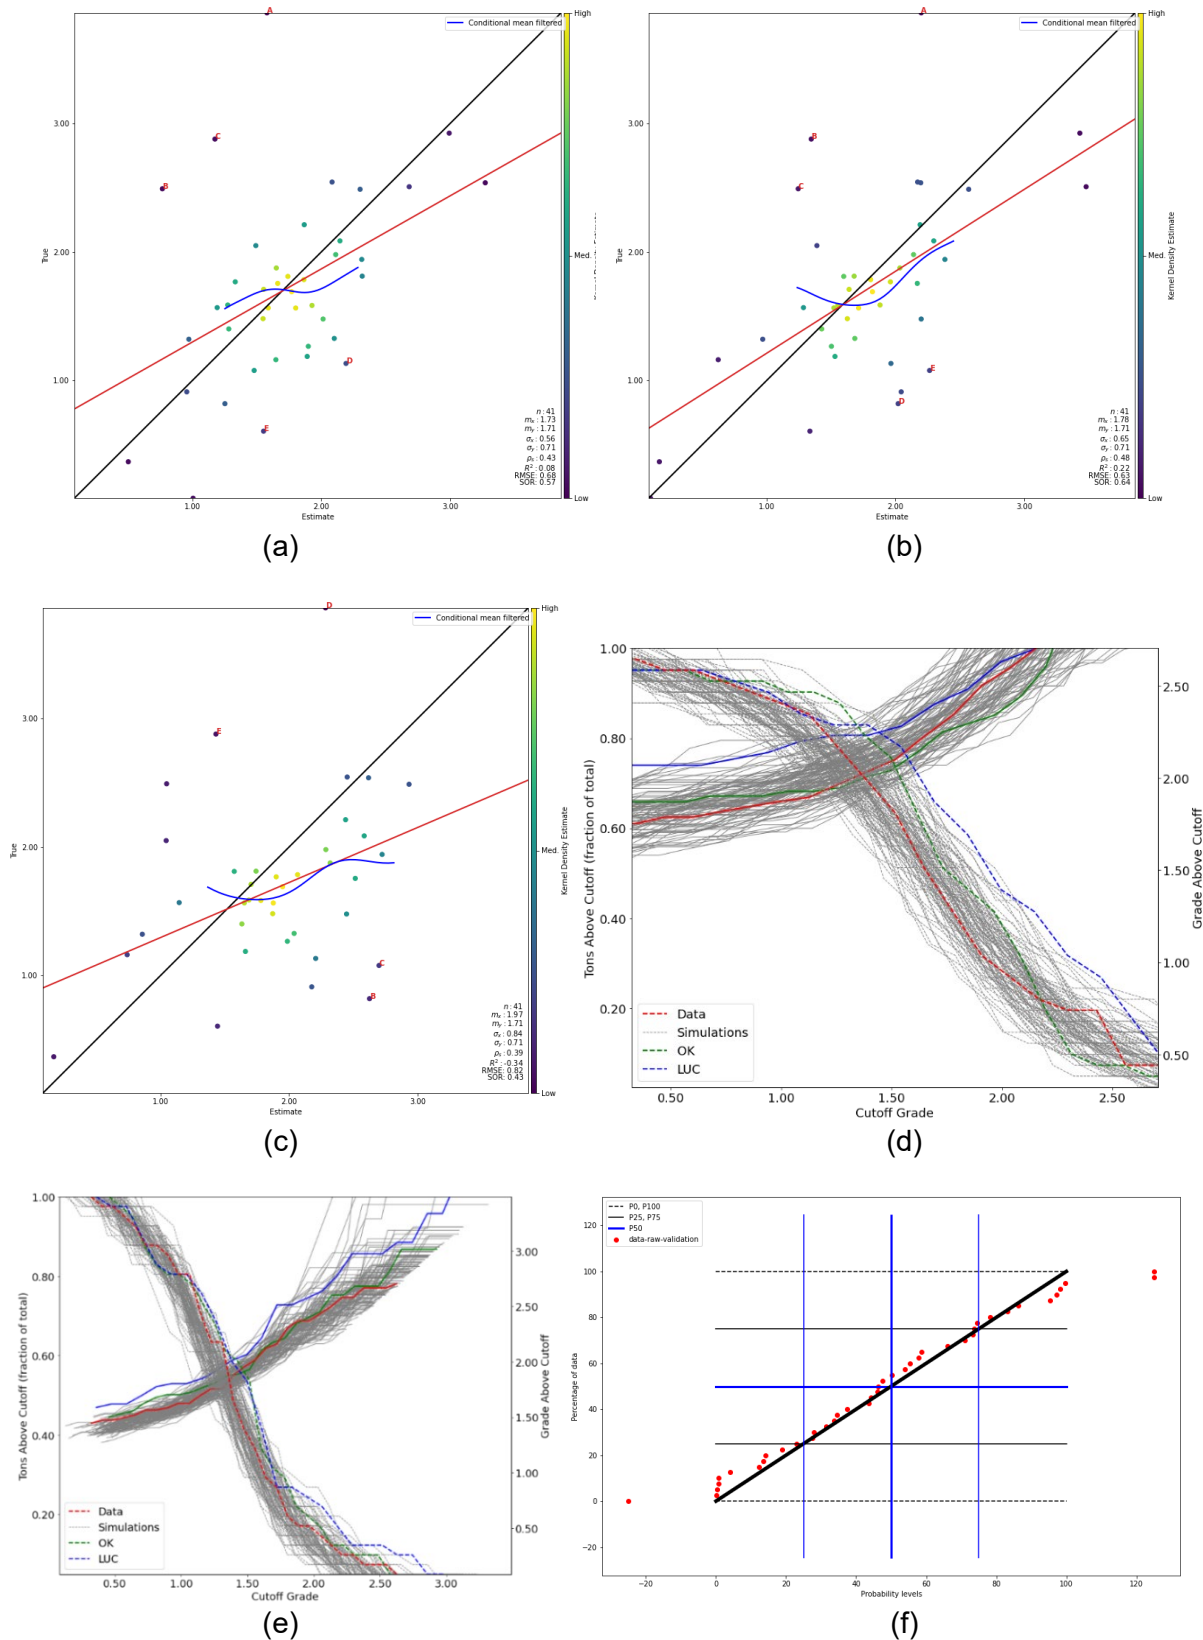 A
High
Conditional mean filtered
3.00
C
B
2.00
True
Med.
Kernel Density Estimate
D
1.00
E
n : 41
mx : 1.73
my : 1.71
σx : 0.56
σy : 0.71
ρs : 0.43
R² : 0.08
RMSE: 0.68
SOR: 0.57
Low
1.00
2.00
3.00
Estimate
(a)
A
High
Conditional mean filtered
3.00
B
C
2.00
True
Med.
Kernel Density Estimate
E
1.00
D
n : 41
mx : 1.78
my : 1.71
σx : 0.65
σy : 0.71
ρs : 0.48
R² : 0.22
RMSE: 0.63
SOR: 0.64
Low
1.00
2.00
3.00
Estimate
(b)
D
High
Conditional mean filtered
3.00
E
2.00
True
Med.
Kernel Density Estimate
C
1.00
B
n : 41
mx : 1.97
my : 1.71
σx : 0.84
σy : 0.71
ρs : 0.39
R² : -0.34
RMSE: 0.82
SOR: 0.43
Low
1.00
2.00
3.00
Estimate
(c)
1.00
0.80
0.60
0.40
0.20
Tons Above Cutoff (fraction of total)
2.50
2.00
1.50
1.00
0.50
Grade Above Cutoff
Data
Simulations
OK
LUC
0.50
1.00
1.50
2.00
2.50
Cutoff Grade
(d)
1.00
0.80
0.60
0.40
0.20
Tons Above Cutoff (fraction of total)
3.00
2.50
2.00
1.50
1.00
0.50
Grade Above Cutoff
Data
Simulations
OK
LUC
0.50
1.00
1.50
2.00
2.50
3.00
Cutoff Grade
(e)
P0, P100
P25, P75
P50
data-raw-validation
120
100
80
60
40
20
0
−20
Percentage of data
−20
0
20
40
60
80
100
120
Probability levels
(f)